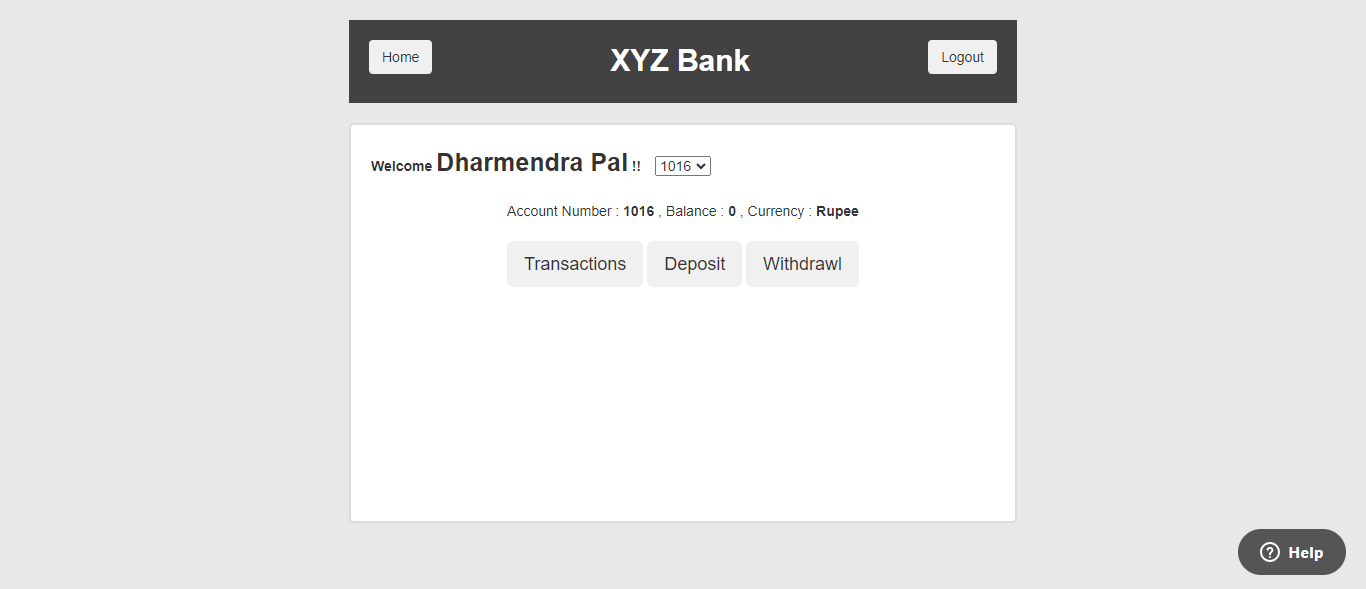 Home XYZ Bank Logout
Welcome Dharmendra Pal !! 1016
Account Number : 1016 , Balance : 0 , Currency : Rupee
Transactions Deposit Withdrawl
Help